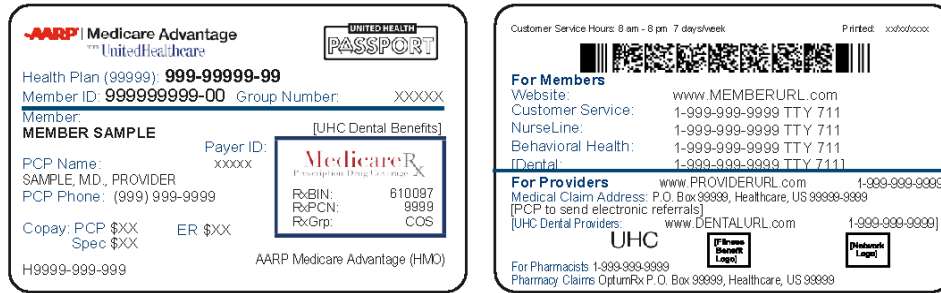 AARP | Medicare Advantage
from UnitedHealthcare
UNITED HEALTH
PASSPORT
Health Plan (99999): 999-99999-99
Member ID: 999999999-00 Group Number: XXXXX
Member:
MEMBER SAMPLE
[UHC Dental Benefits]
Payer ID:
xxxxx
PCP Name:
SAMPLE, M.D., PROVIDER
PCP Phone: (999) 999-9999
MedicareRx
Prescription Drug Coverage
RxBIN: 610097
RxPCN: 9999
RxGrp: COS
Copay: PCP $XX ER $XX
Spec $XX
H9999-999-999
AARP Medicare Advantage (HMO)
Customer Service Hours: 8 am - 8 pm 7 days/week Printed: xx/xx/xxxx
For Members
Website: www.MEMBERURL.com
Customer Service: 1-999-999-9999 TTY 711
NurseLine: 1-999-999-9999 TTY 711
Behavioral Health: 1-999-999-9999 TTY 711
[Dental: 1-999-999-9999 TTY 711]
For Providers www.PROVIDERURL.com 1-999-999-9999
Medical Claim Address: P.O. Box 99999, Heathcare, US 99999-9999
[PCP to send electronic referrals]
[UHC Dental Providers: www.DENTALURL.com 1-999-999-9999]
UHC
[Fitness
Benefit
Logo]
[Network
Logo]
For Pharmacists 1-999-999-9999
Pharmacy Claims OptumRx P.O. Box 99999, Healthcare, US 99999